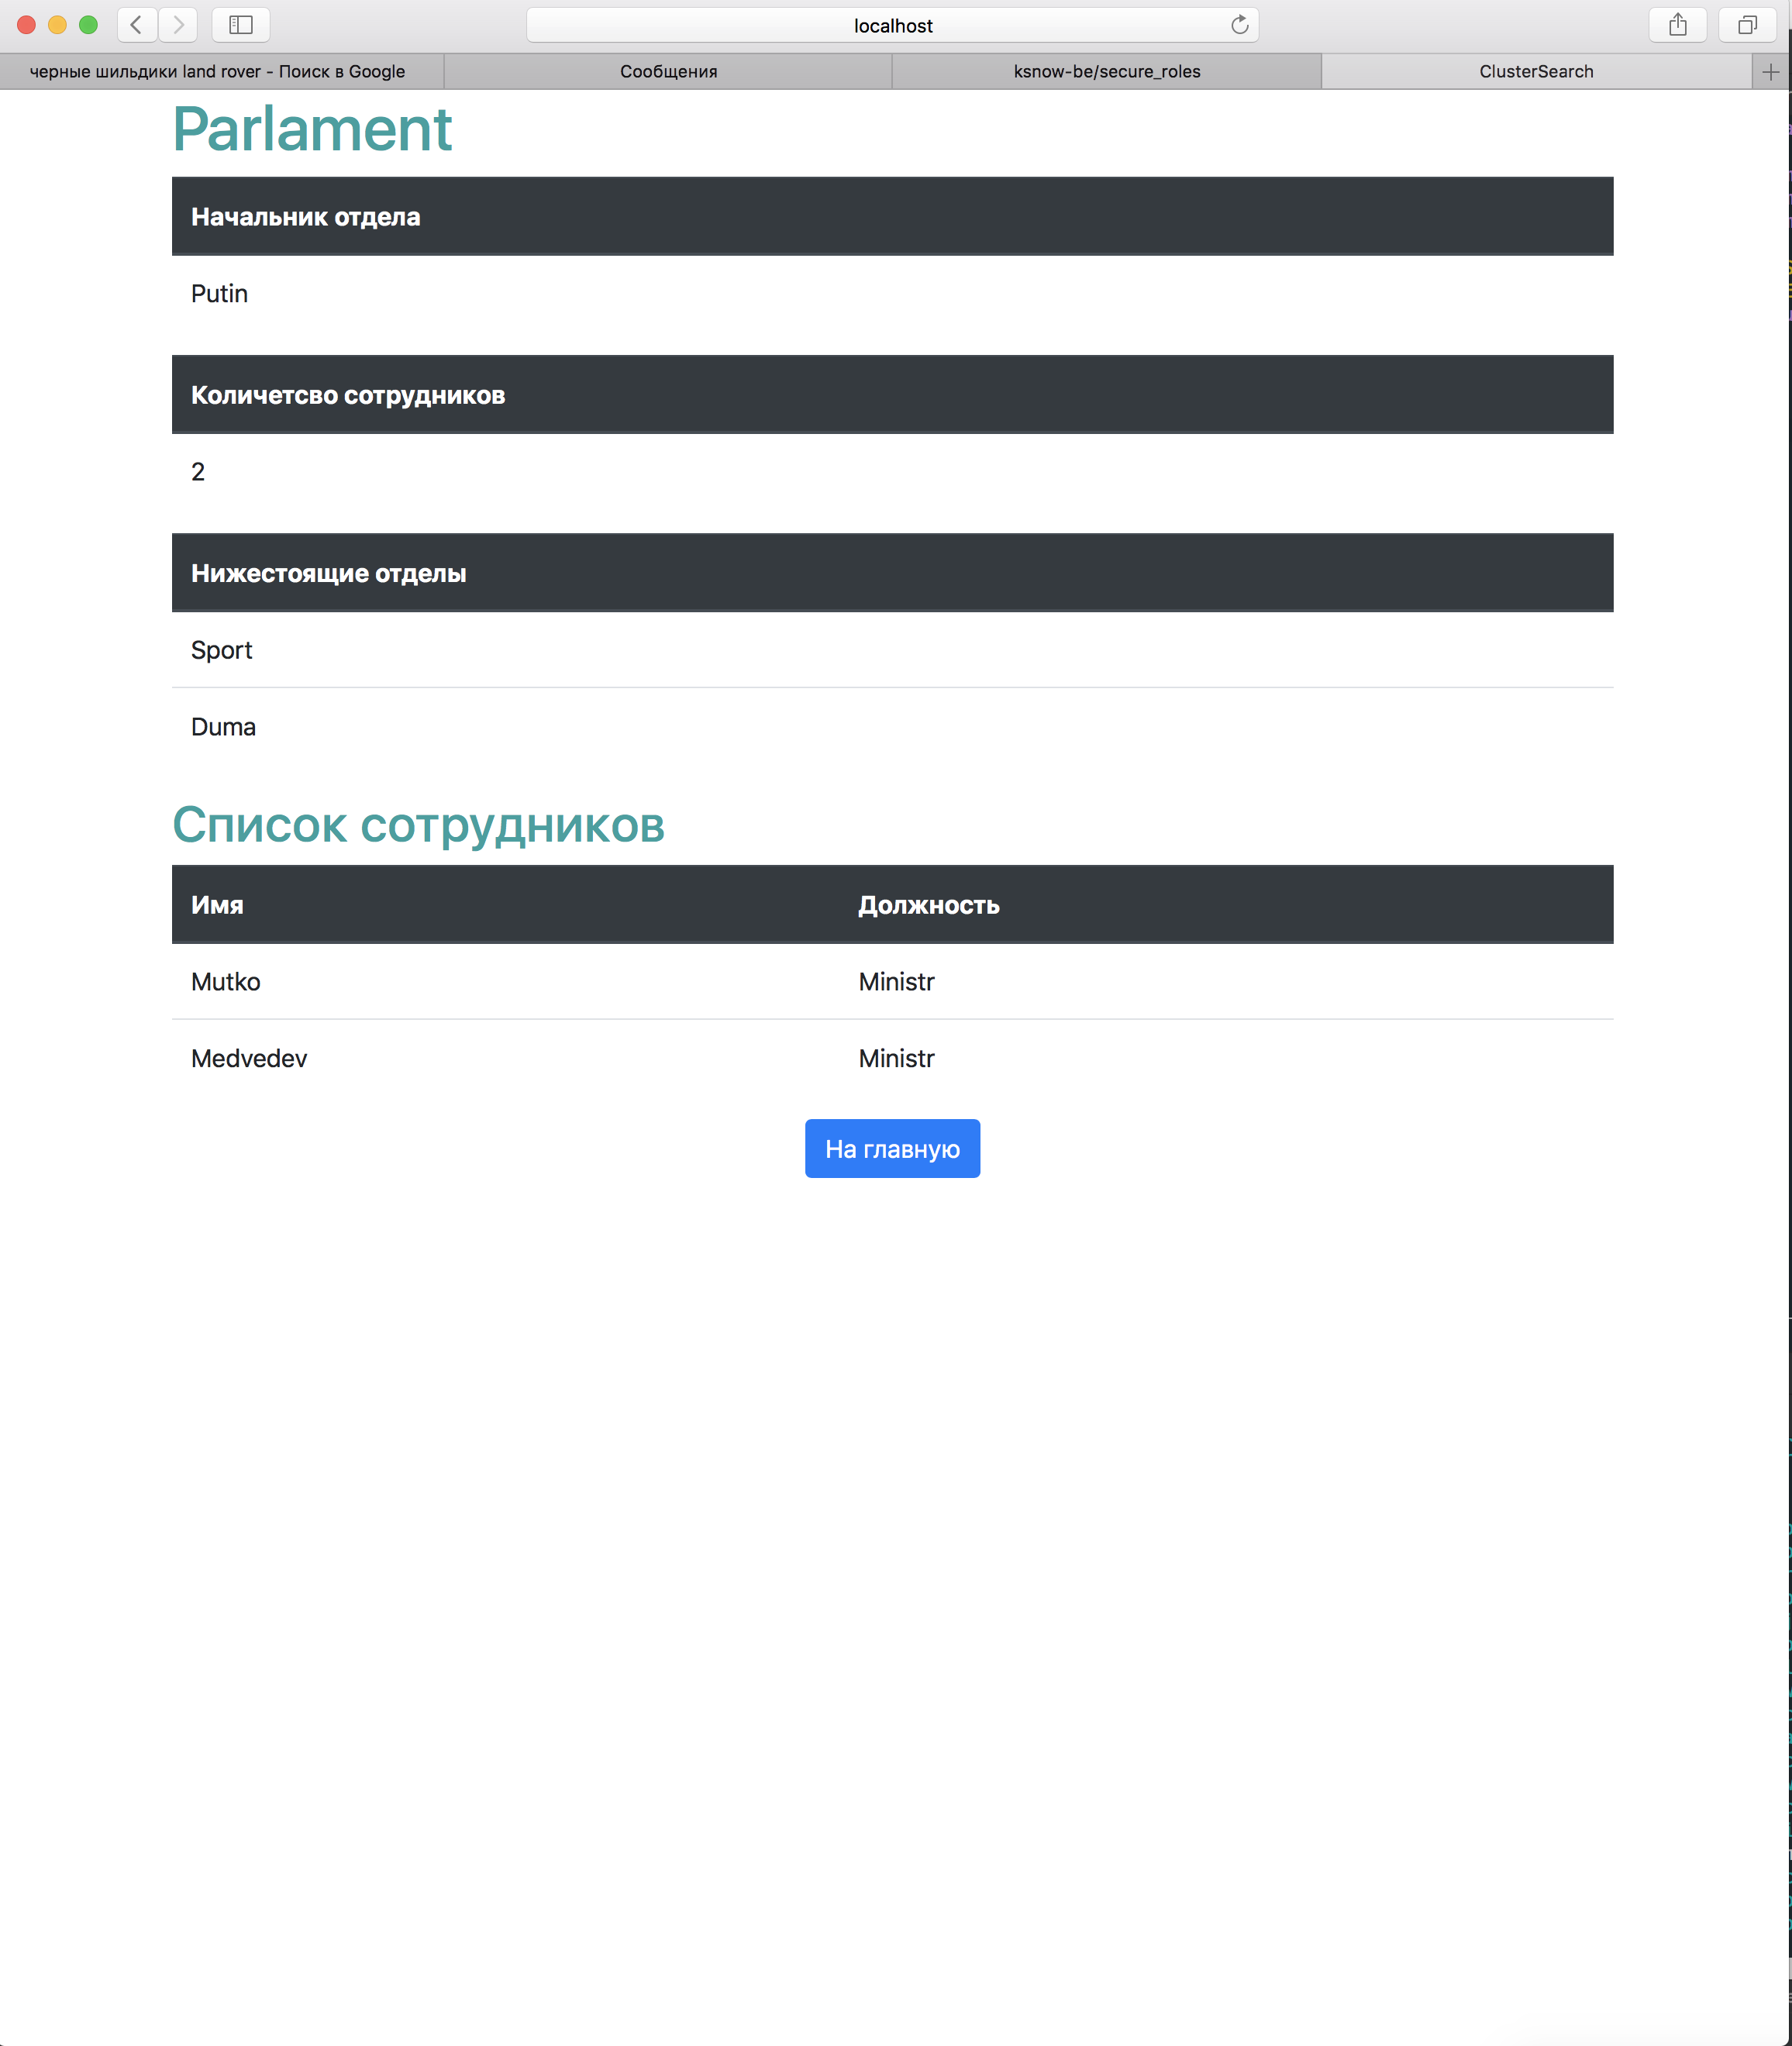 localhost
черные шильдики land rover - Поиск в Google
Сообщения
ksnow-be/secure_roles
ClusterSearch
Parlament
Начальник отдела
Putin
Количетсво сотрудников
2
Нижестоящие отделы
Sport
Duma
Список сотрудников
Имя Должность
Mutko Ministr
Medvedev Ministr
На главную